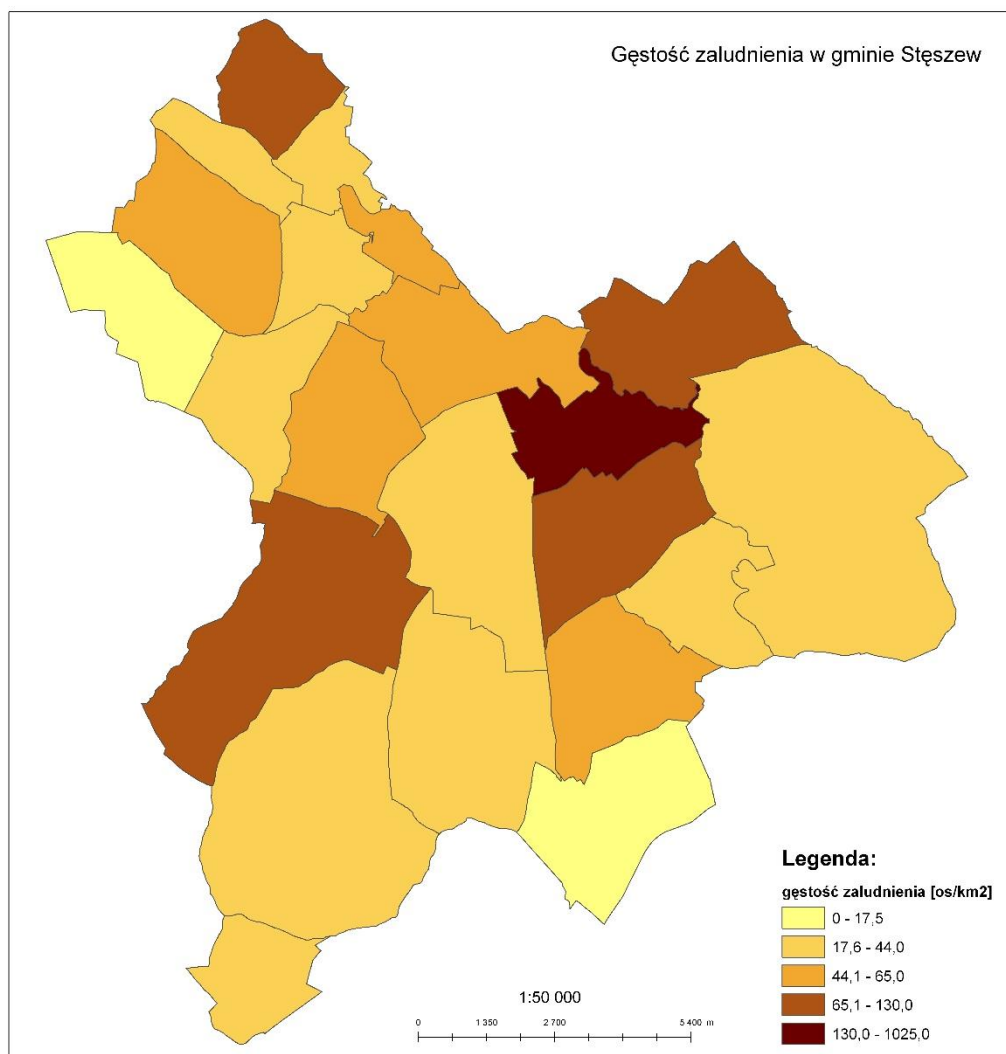 Gęstość zaludnienia w gminie Stęszew
Legenda:
gęstość zaludnienia [os/km2]
0 - 17,5
17,6 - 44,0
44,1 - 65,0
65,1 - 130,0
130,0 - 1025,0
1:50 000
0 1 350 2 700 5 400 m